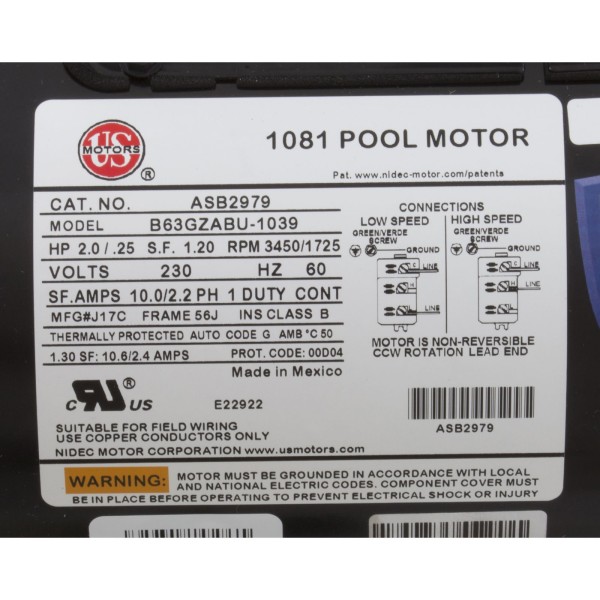 US
MOTORS
®
1081 POOL MOTOR
Pat. www.nidec-motor.com/patents
CAT. NO. ASB2979
MODEL B63GZABU-1039
HP 2.0/.25 S.F. 1.20 RPM 3450/1725
VOLTS 230 HZ 60
SF.AMPS 10.0/2.2 PH 1 DUTY CONT
MFG#J17C FRAME 56J INS CLASS B
THERMALLY PROTECTED AUTO CODE G AMB °C 50
1.30 SF: 10.6/2.4 AMPS PROT. CODE: 00D04
Made in Mexico
CONNECTIONS
LOW SPEED HIGH SPEED
GREEN/VERDE SCREW GREEN/VERDE SCREW
GROUND GROUND
LINE LINE
LINE LINE
MOTOR IS NON-REVERSIBLE
CCW ROTATION LEAD END
C US ®
E22922
ASB2979
SUITABLE FOR FIELD WIRING
USE COPPER CONDUCTORS ONLY
NIDEC MOTOR CORPORATION www.usmotors.com
WARNING: MOTOR MUST BE GROUNDED IN ACCORDANCE WITH LOCAL
AND NATIONAL ELECTRIC CODES. COMPONENT COVER MUST
BE IN PLACE BEFORE OPERATING TO PREVENT ELECTRICAL SHOCK OR INJURY